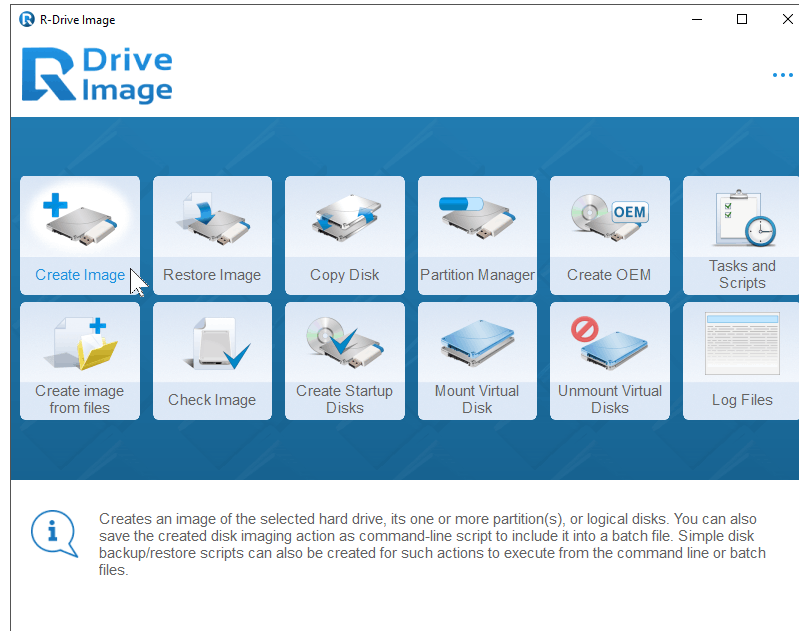 R-Drive Image
R Drive
Image
Create Image
Restore Image
Copy Disk
Partition Manager
OEM
Create OEM
Tasks and
Scripts
Create image
from files
Check Image
Create Startup
Disks
Mount Virtual
Disk
Unmount Virtual
Disks
Log Files
Creates an image of the selected hard drive, its one or more partition(s), or logical disks. You can also
save the created disk imaging action as command-line script to include it into a batch file. Simple disk
backup/restore scripts can also be created for such actions to execute from the command line or batch
files.